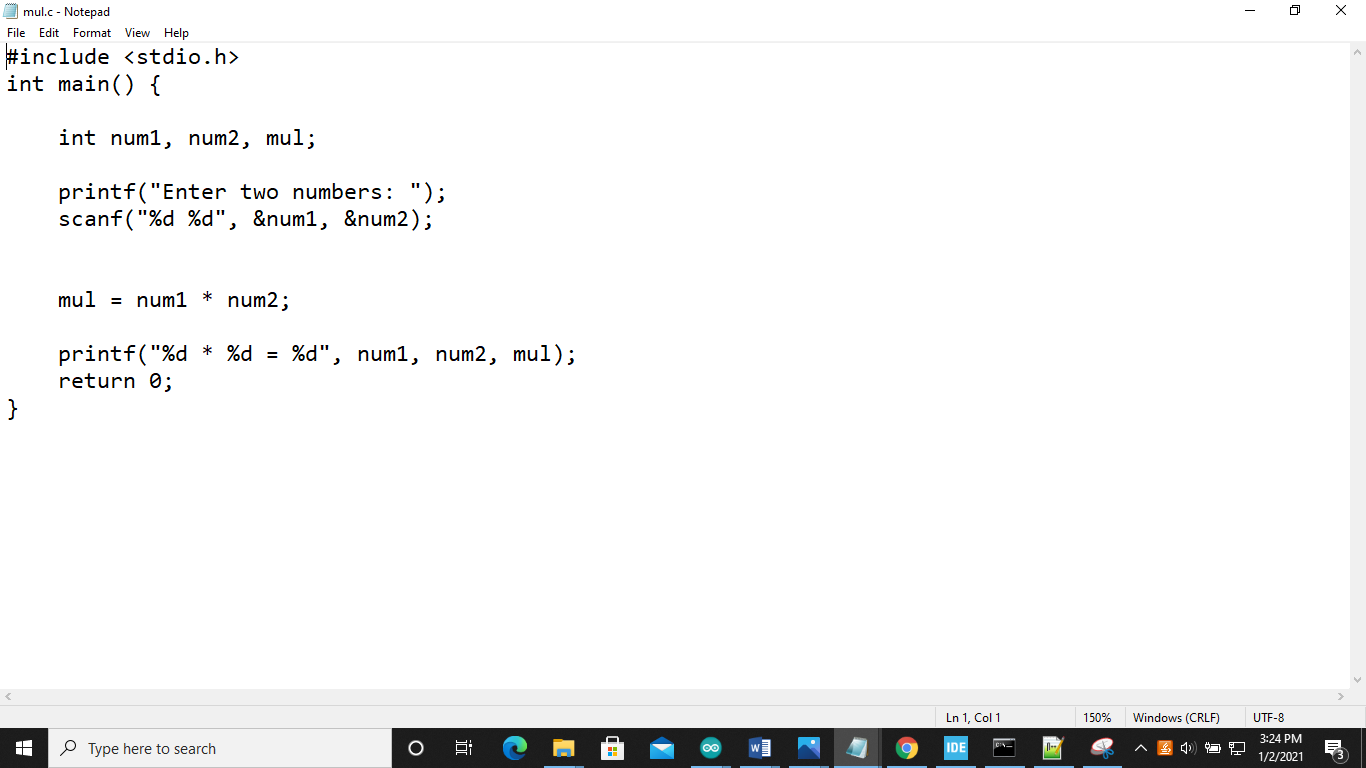 mul.c - Notepad
File Edit Format View Help
#include <stdio.h>
int main() {
    int num1, num2, mul;
    printf("Enter two numbers: ");
    scanf("%d %d", &num1, &num2);
    mul = num1 * num2;
    printf("%d * %d = %d", num1, num2, mul);
    return 0;
}
Ln 1, Col 1 150% Windows (CRLF) UTF-8
Type here to search IDE 3:24 PM
1/2/2021 3